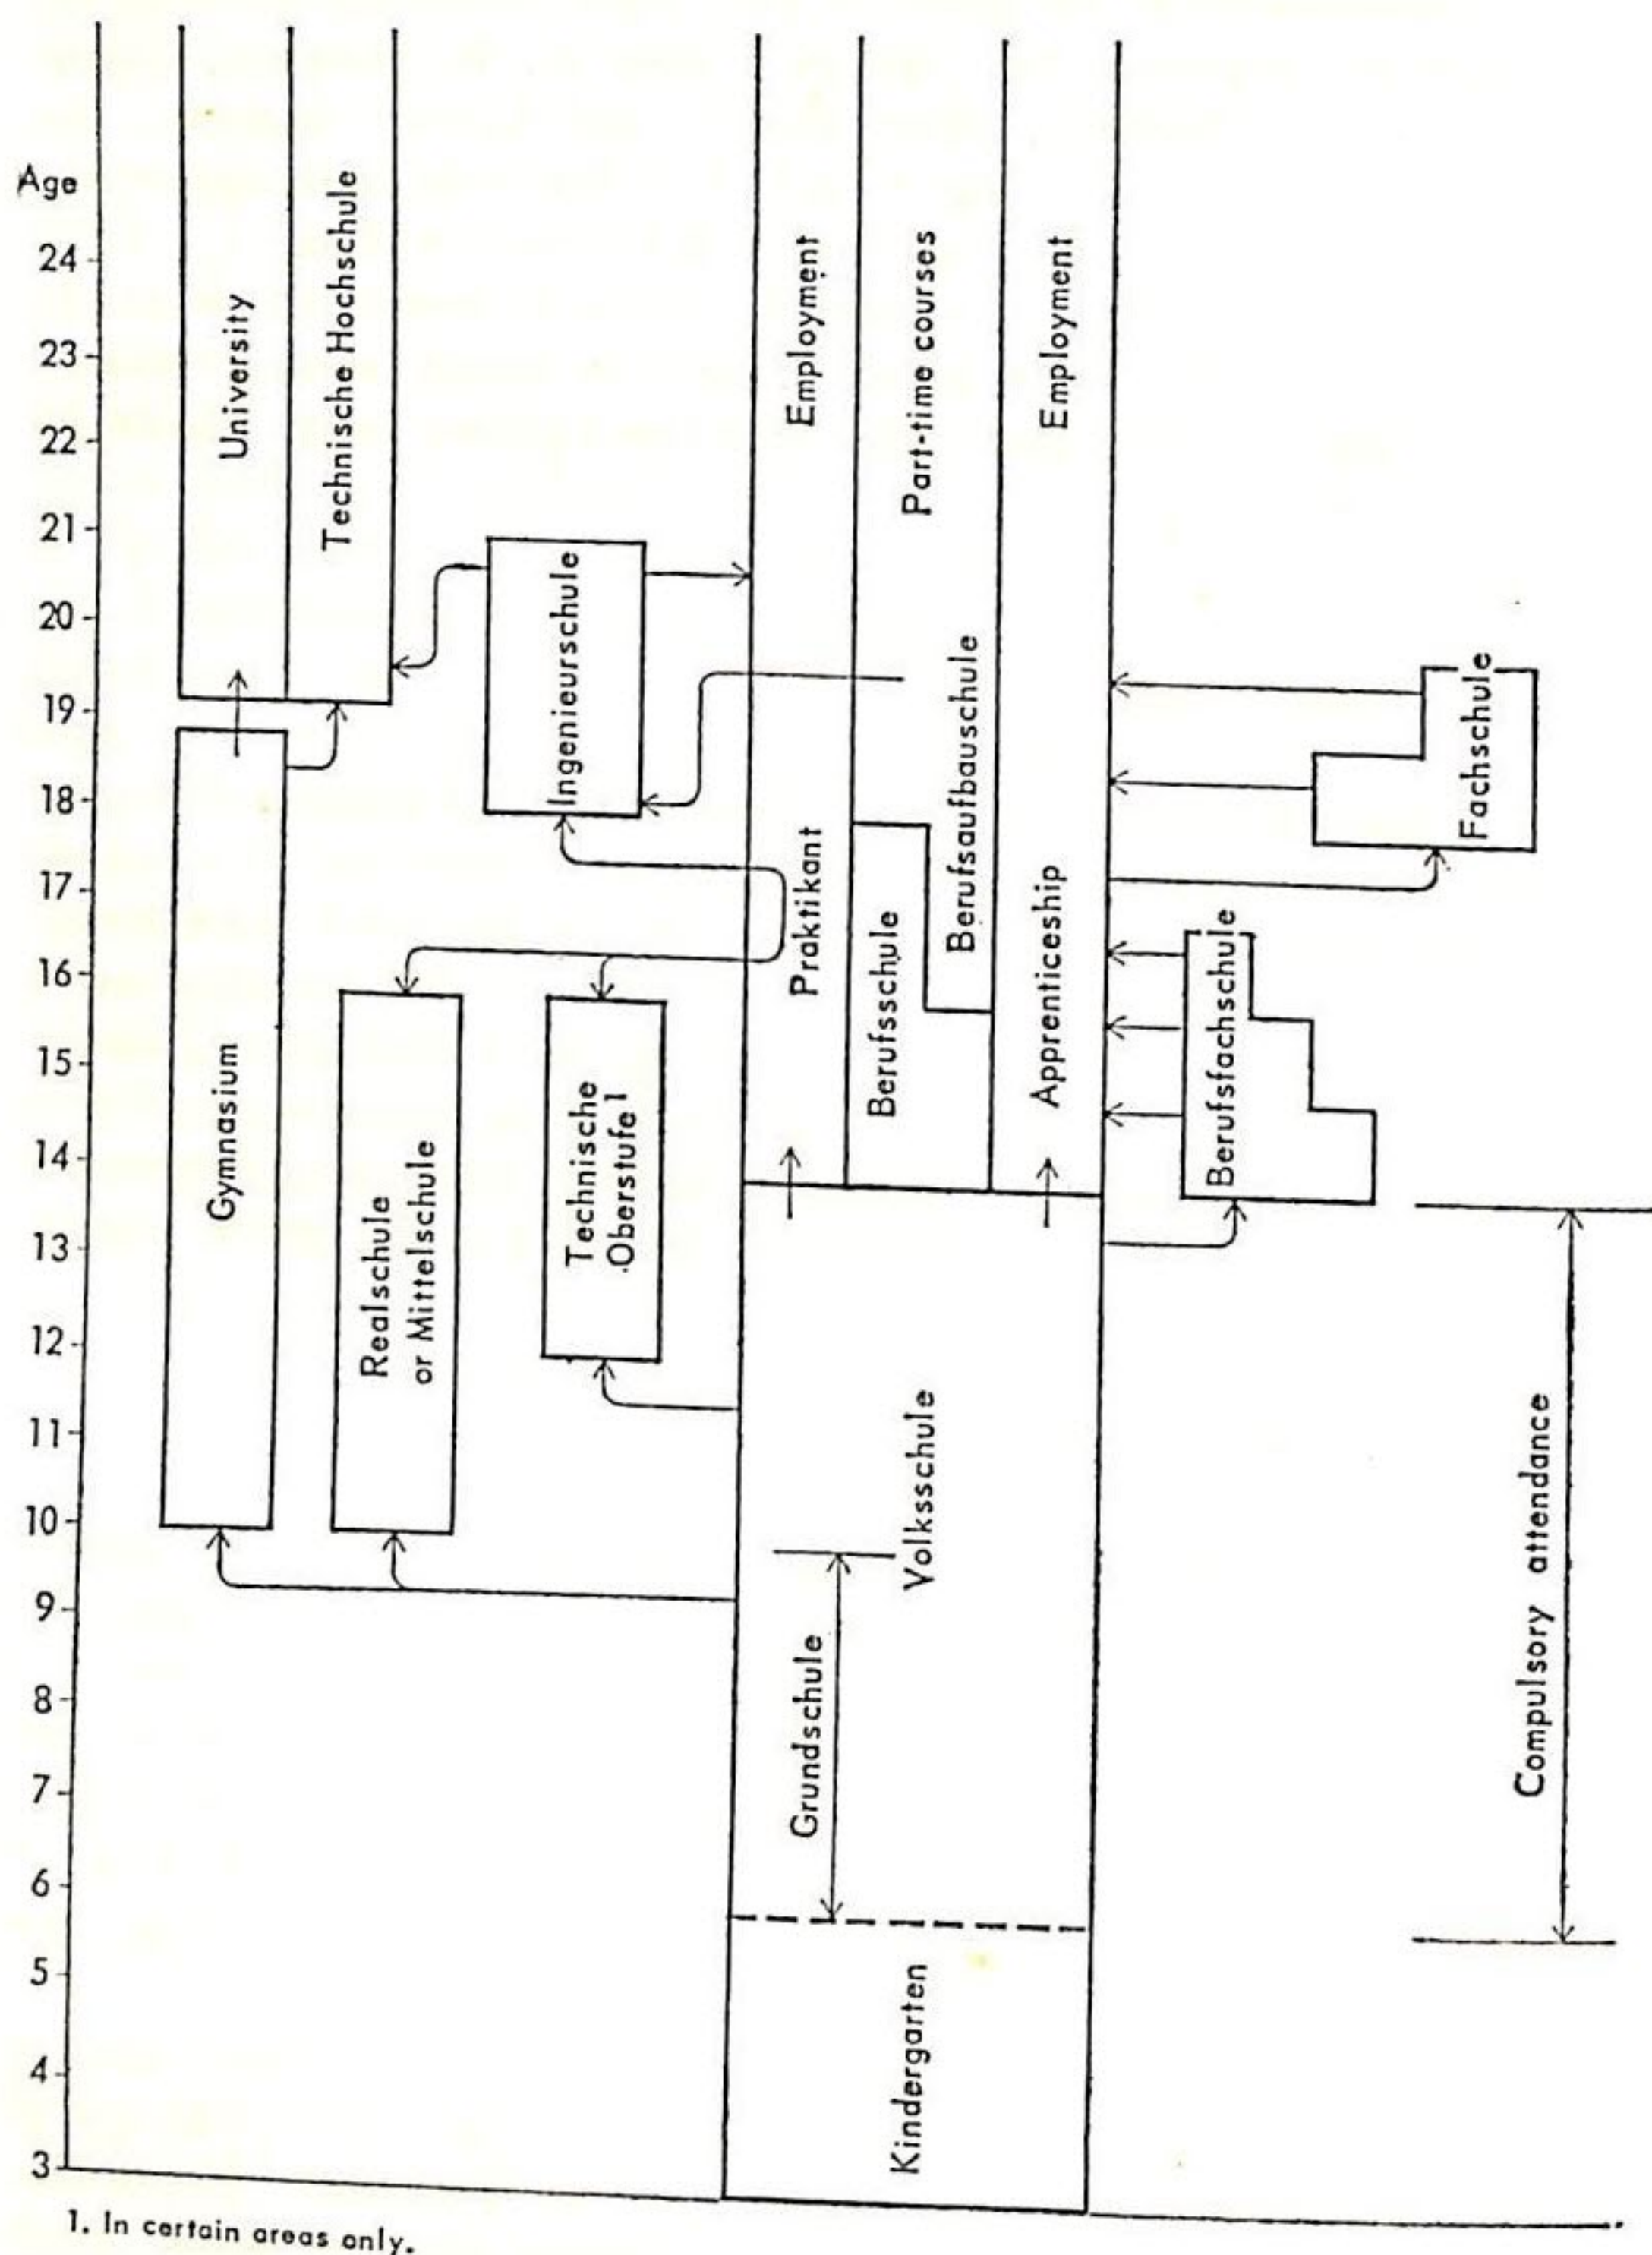 Age
24
23
22
21
20
19
18
17
16
15
14
13
12
11
10
9
8
7
6
5
4
3
University
Technische Hochschule
Gymnasium
Realschule
or Mittelschule
Technische
Oberstufe1
Ingenieurschule
Employment
Praktikant
Part-time courses
Berufsschule
Berufsaufbauschule
Employment
Apprenticeship
Berufsfachschule
Fachschule
Volksschule
Grundschule
Kindergarten
Compulsory attendance
1. In certain areas only.